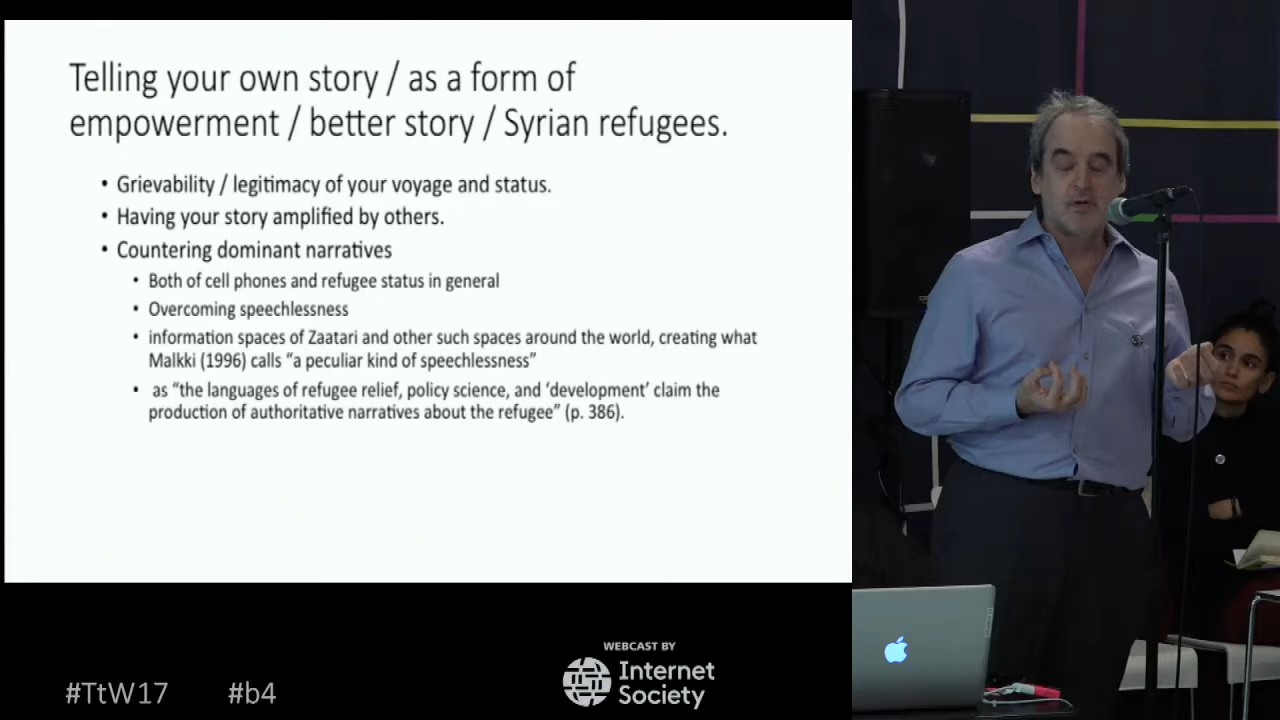 Telling your own story / as a form of
empowerment / better story / Syrian refugees.
• Grievability / legitimacy of your voyage and status.
• Having your story amplified by others.
• Countering dominant narratives
• Both of cell phones and refugee status in general
• Overcoming speechlessness
• information spaces of Zaatari and other such spaces around the world, creating what
Malkki (1996) calls “a peculiar kind of speechlessness”
• as “the languages of refugee relief, policy science, and ‘development’ claim the
production of authoritative narratives about the refugee” (p. 386).
WEBCAST BY
Internet
Society
#TtW17 #b4